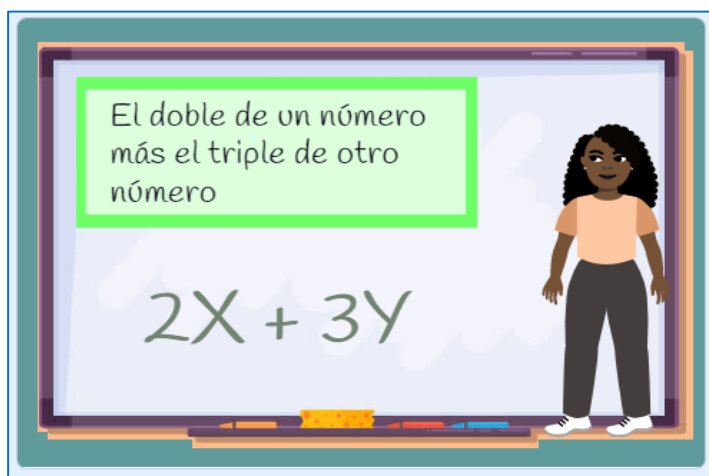 El doble de un número
más el triple de otro
número
2X + 3Y